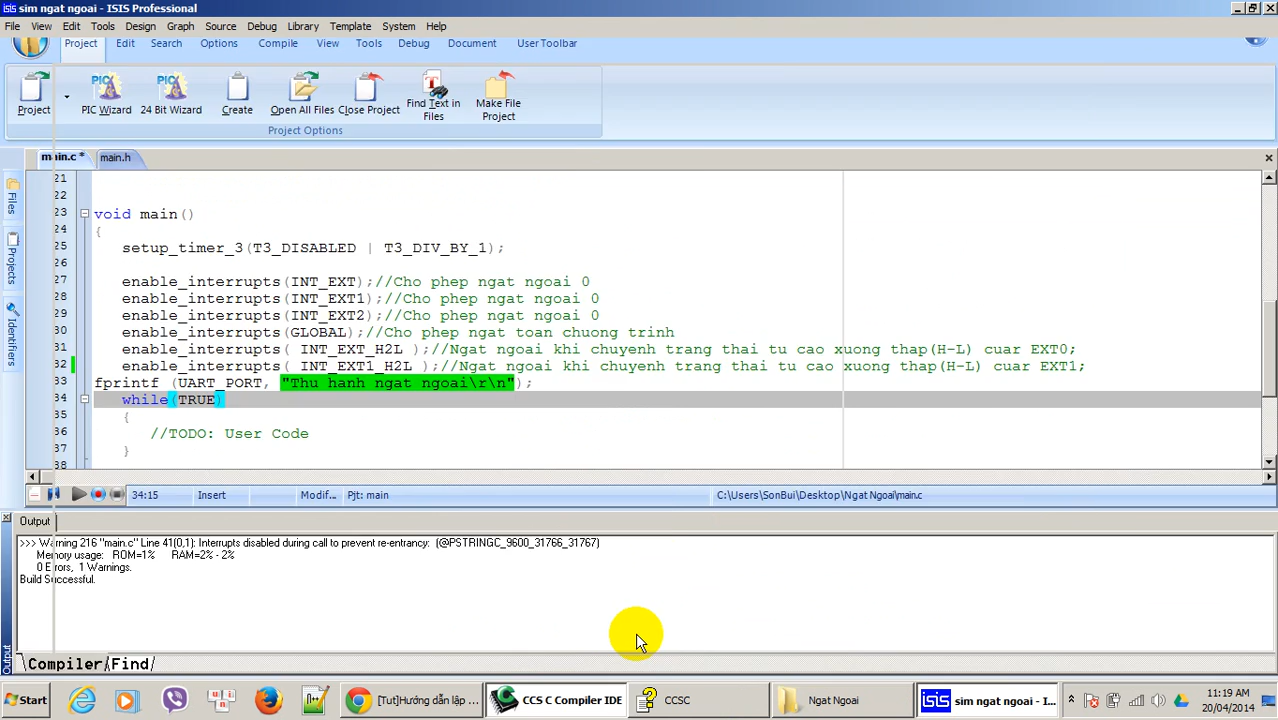 sim ngat ngoai - ISIS Professional
File View Edit Tools Design Graph Source Debug Library Template System Help
Project Edit Search Options Compile View Tools Debug Document User Toolbar
Project PIC Wizard 24 Bit Wizard Create Open All Files Close Project Find Text in Files Make File Project
Project Options
main.c * main.h
Files
Projects
Identifiers
21
22
23 void main()
24 {
25 setup_timer_3(T3_DISABLED | T3_DIV_BY_1);
26
27 enable_interrupts(INT_EXT);//Cho phep ngat ngoai 0
28 enable_interrupts(INT_EXT1);//Cho phep ngat ngoai 0
29 enable_interrupts(INT_EXT2);//Cho phep ngat ngoai 0
30 enable_interrupts(GLOBAL);//Cho phep ngat toan chuong trinh
31 enable_interrupts( INT_EXT_H2L );//Ngat ngoai khi chuyenh trang thai tu cao xuong thap(H-L) cuar EXT0;
32 enable_interrupts( INT_EXT1_H2L );//Ngat ngoai khi chuyenh trang thai tu cao xuong thap(H-L) cuar EXT1;
33 fprintf (UART_PORT, "Thu hanh ngat ngoai\r\n");
34 while(TRUE)
35 {
36 //TODO: User Code
37 }
38
34:15 Insert Modif... Pjt: main C:\Users\SonBui\Desktop\Ngat Ngoai\main.c
Output
>>> Warning 216 "main.c" Line 41(0,1): Interrupts disabled during call to prevent re-entrancy: (@PSTRINGC_9600_31766_31767)
Memory usage: ROM=1% RAM=2% - 2%
0 Errors, 1 Warnings.
Build Successful.
Output
Compiler Find
Start [Tut]Hướng dẫn lập ... CCS C Compiler IDE CCSC Ngat Ngoai sim ngat ngoai - I... 11:19 AM
20/04/2014